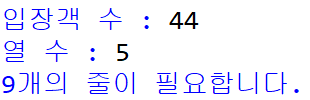 입장객 수 : 44
열 수 : 5
9개의 줄이 필요합니다.